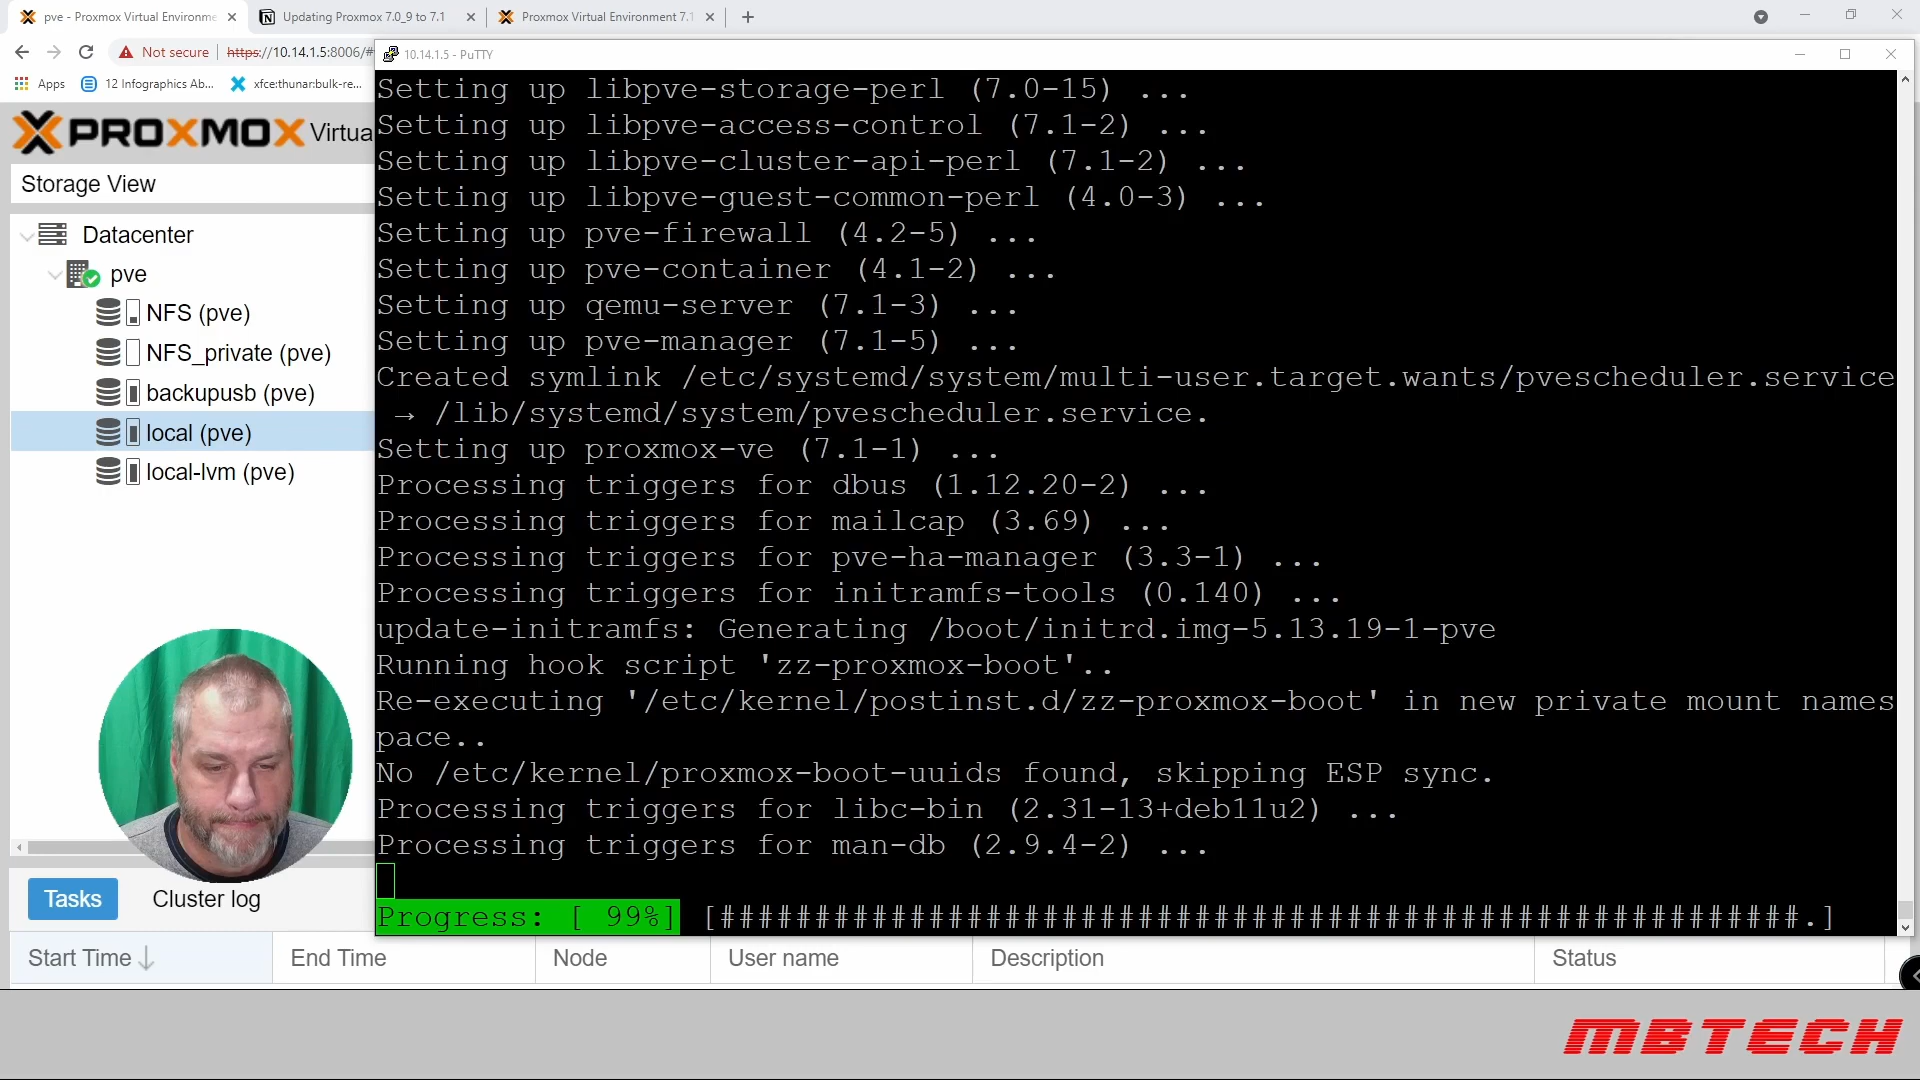 pve - Proxmox Virtual Environme
Updating Proxmox 7.0_9 to 7.1
Proxmox Virtual Environment 7.1
Not secure
https://10.14.1.5:8006/#
Apps
12 Infographics Ab...
xfce:thunar:bulk-re...
10.14.1.5 - PuTTY
PROXMOX Virtua
Storage View
Datacenter
pve
NFS (pve)
NFS_private (pve)
backupusb (pve)
local (pve)
local-lvm (pve)
Setting up libpve-storage-perl (7.0-15) ...
Setting up libpve-access-control (7.1-2) ...
Setting up libpve-cluster-api-perl (7.1-2) ...
Setting up libpve-guest-common-perl (4.0-3) ...
Setting up pve-firewall (4.2-5) ...
Setting up pve-container (4.1-2) ...
Setting up qemu-server (7.1-3) ...
Setting up pve-manager (7.1-5) ...
Created symlink /etc/systemd/system/multi-user.target.wants/pvescheduler.service
→ /lib/systemd/system/pvescheduler.service.
Setting up proxmox-ve (7.1-1) ...
Processing triggers for dbus (1.12.20-2) ...
Processing triggers for mailcap (3.69) ...
Processing triggers for pve-ha-manager (3.3-1) ...
Processing triggers for initramfs-tools (0.140) ...
update-initramfs: Generating /boot/initrd.img-5.13.19-1-pve
Running hook script 'zz-proxmox-boot'..
Re-executing '/etc/kernel/postinst.d/zz-proxmox-boot' in new private mount names
pace..
No /etc/kernel/proxmox-boot-uuids found, skipping ESP sync.
Processing triggers for libc-bin (2.31-13+deb11u2) ...
Processing triggers for man-db (2.9.4-2) ...
Progress: [ 99%] [#########################################################.]
Tasks
Cluster log
Start Time
End Time
Node
User name
Description
Status
MBTECH